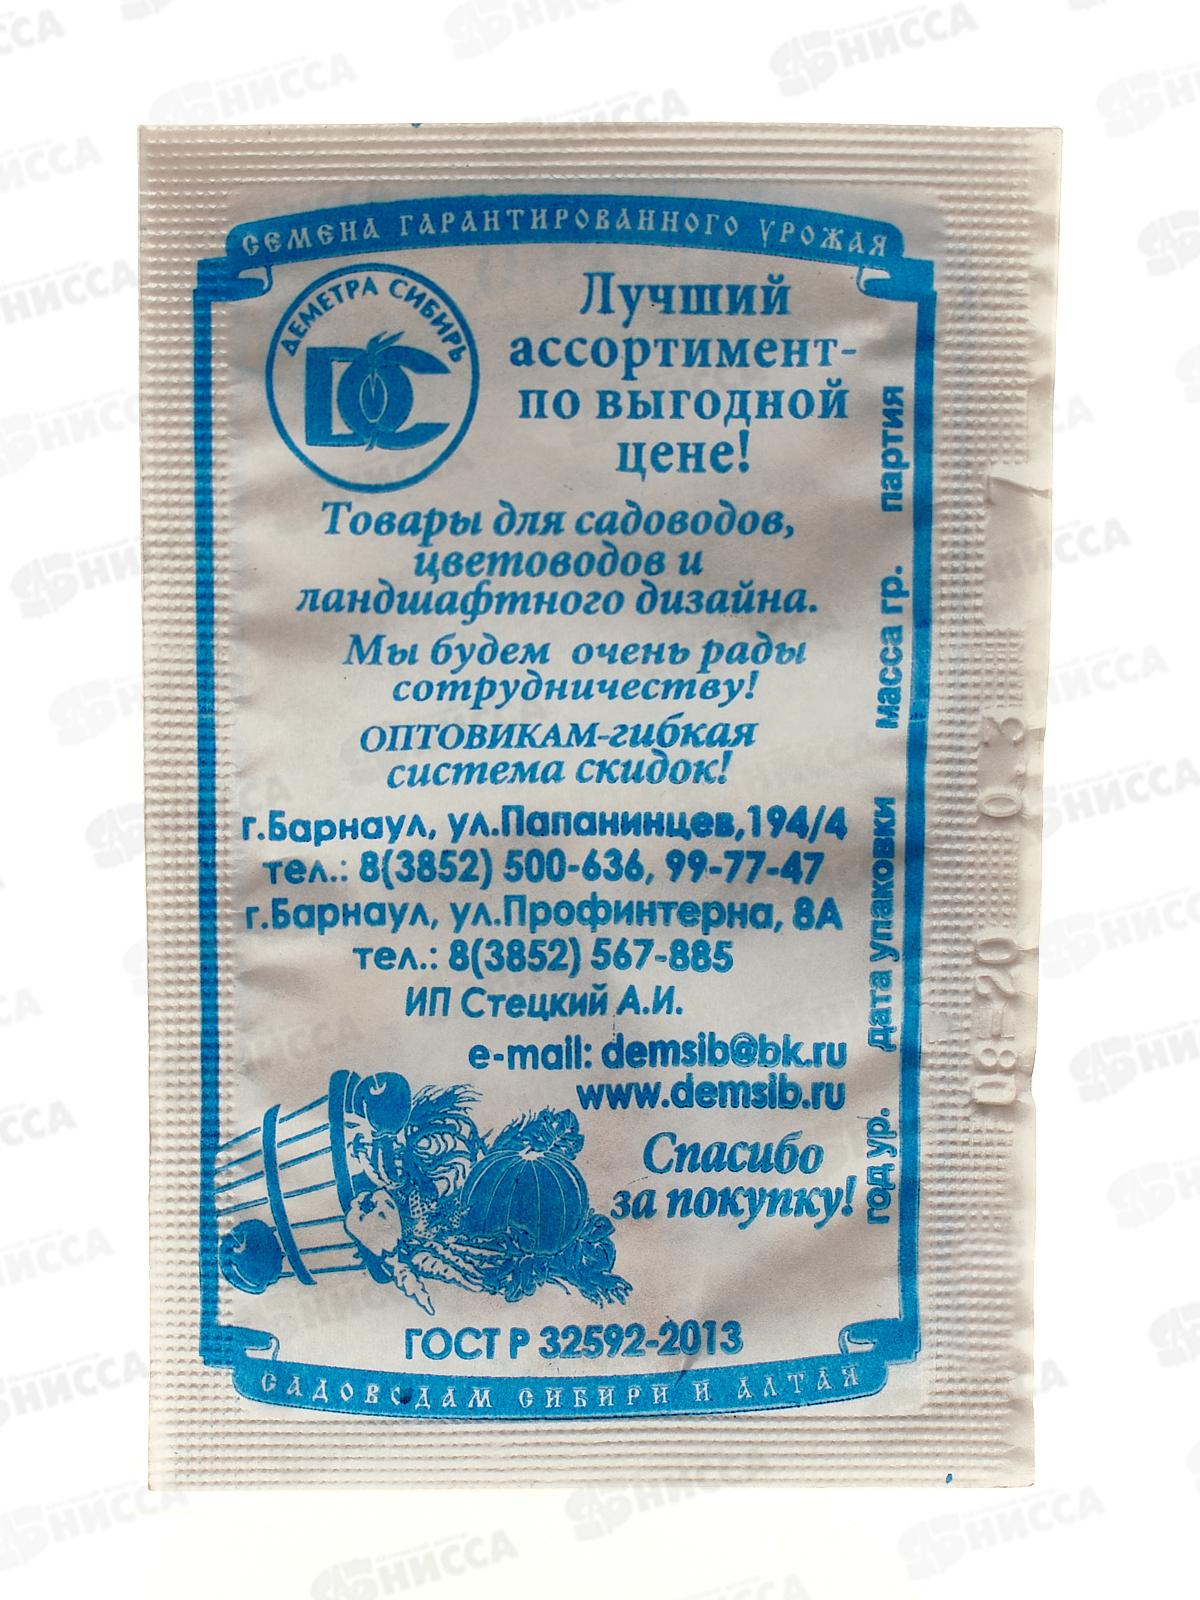 СЕМЕНА ГАРАНТИРОВАННОГО УРОЖАЯ
ДЕМЕТРА СИБИРЬ
DC
Лучший
ассортимент-
по выгодной
цене!
Товары для садоводов,
цветоводов и
ландшафтного дизайна.
Мы будем очень рады
сотрудничеству!
ОПТОВИКАМ-гибкая
система скидок!
г.Барнаул, ул.Папанинцев,194/4
тел.: 8(3852) 500-636, 99-77-47
г.Барнаул, ул.Профинтерна, 8А
тел.: 8(3852) 567-885
ИП Стецкий А.И.
e-mail: demsib@bk.ru
www.demsib.ru
Спасибо
за покупку!
ГОСТ Р 32592-2013
САДОВОДАМ СИБИРИ И АЛТАЯ
год ур. дата упаковки масса гр. партия
08-20 0.3
НИССА